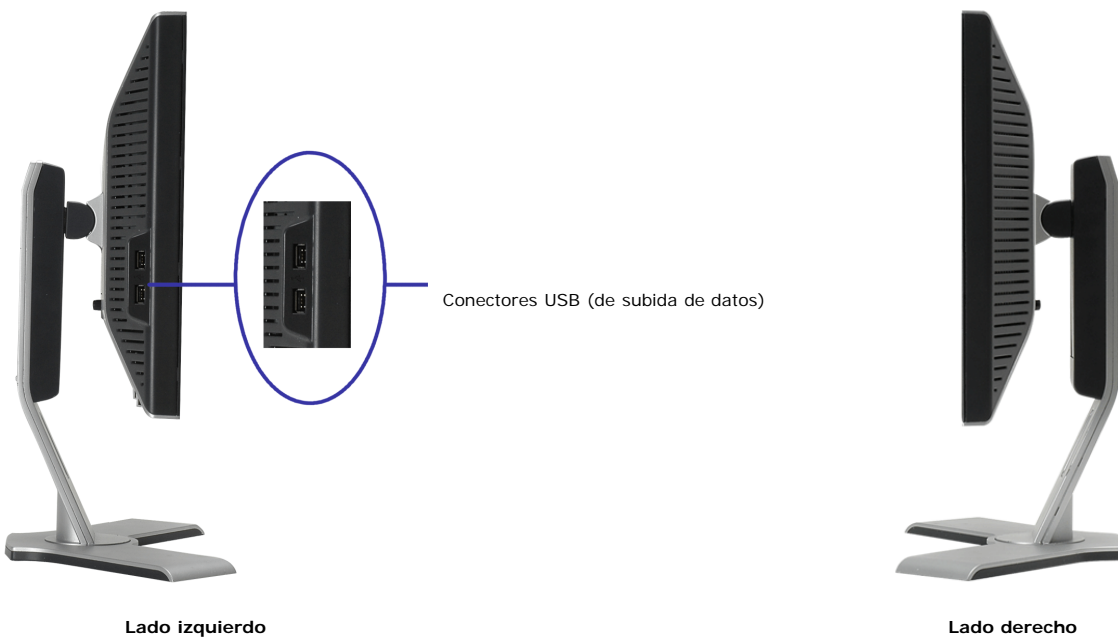 Conectores USB (de subida de datos)
Lado izquierdo
Lado derecho